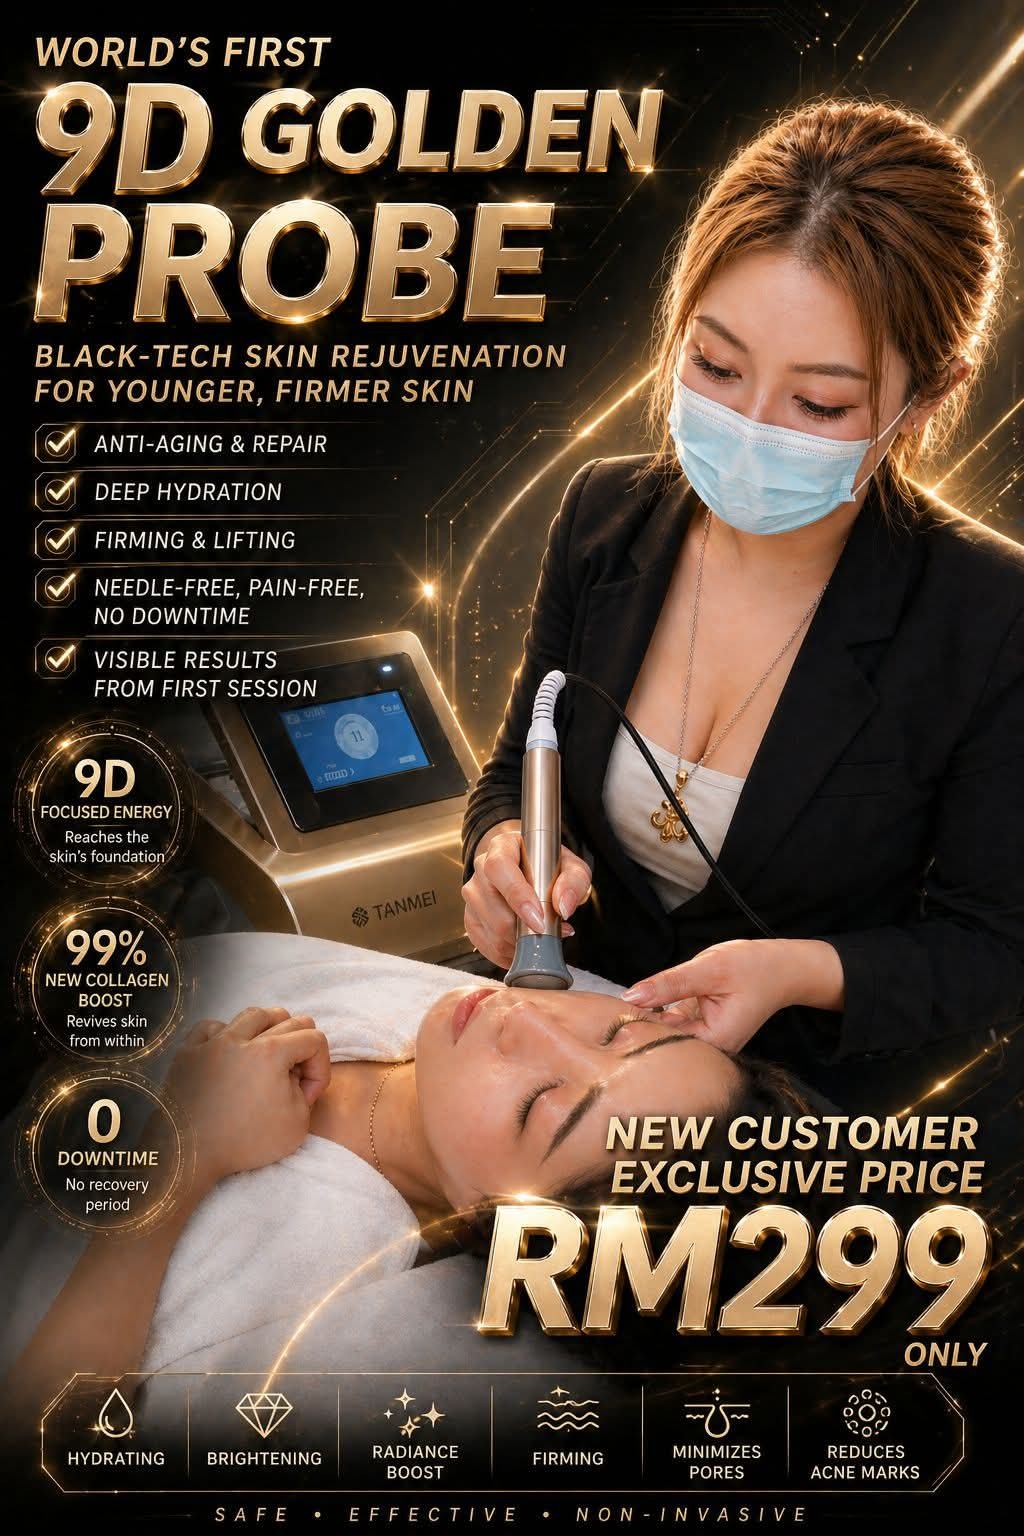 WORLD'S FIRST
9D GOLDEN
PROBE
BLACK-TECH SKIN REJUVENATION
FOR YOUNGER, FIRMER SKIN
ANTI-AGING & REPAIR
DEEP HYDRATION
FIRMING & LIFTING
NEEDLE-FREE, PAIN-FREE,
NO DOWNTIME
VISIBLE RESULTS
FROM FIRST SESSION
11
TANMEI
9D
FOCUSED ENERGY
Reaches the
skin's foundation
99%
NEW COLLAGEN
BOOST
Revives skin
from within
0
DOWNTIME
No recovery
period
NEW CUSTOMER
EXCLUSIVE PRICE
RM299
ONLY
HYDRATING
BRIGHTENING
RADIANCE
BOOST
FIRMING
MINIMIZES
PORES
REDUCES
ACNE MARKS
SAFE • EFFECTIVE • NON-INVASIVE